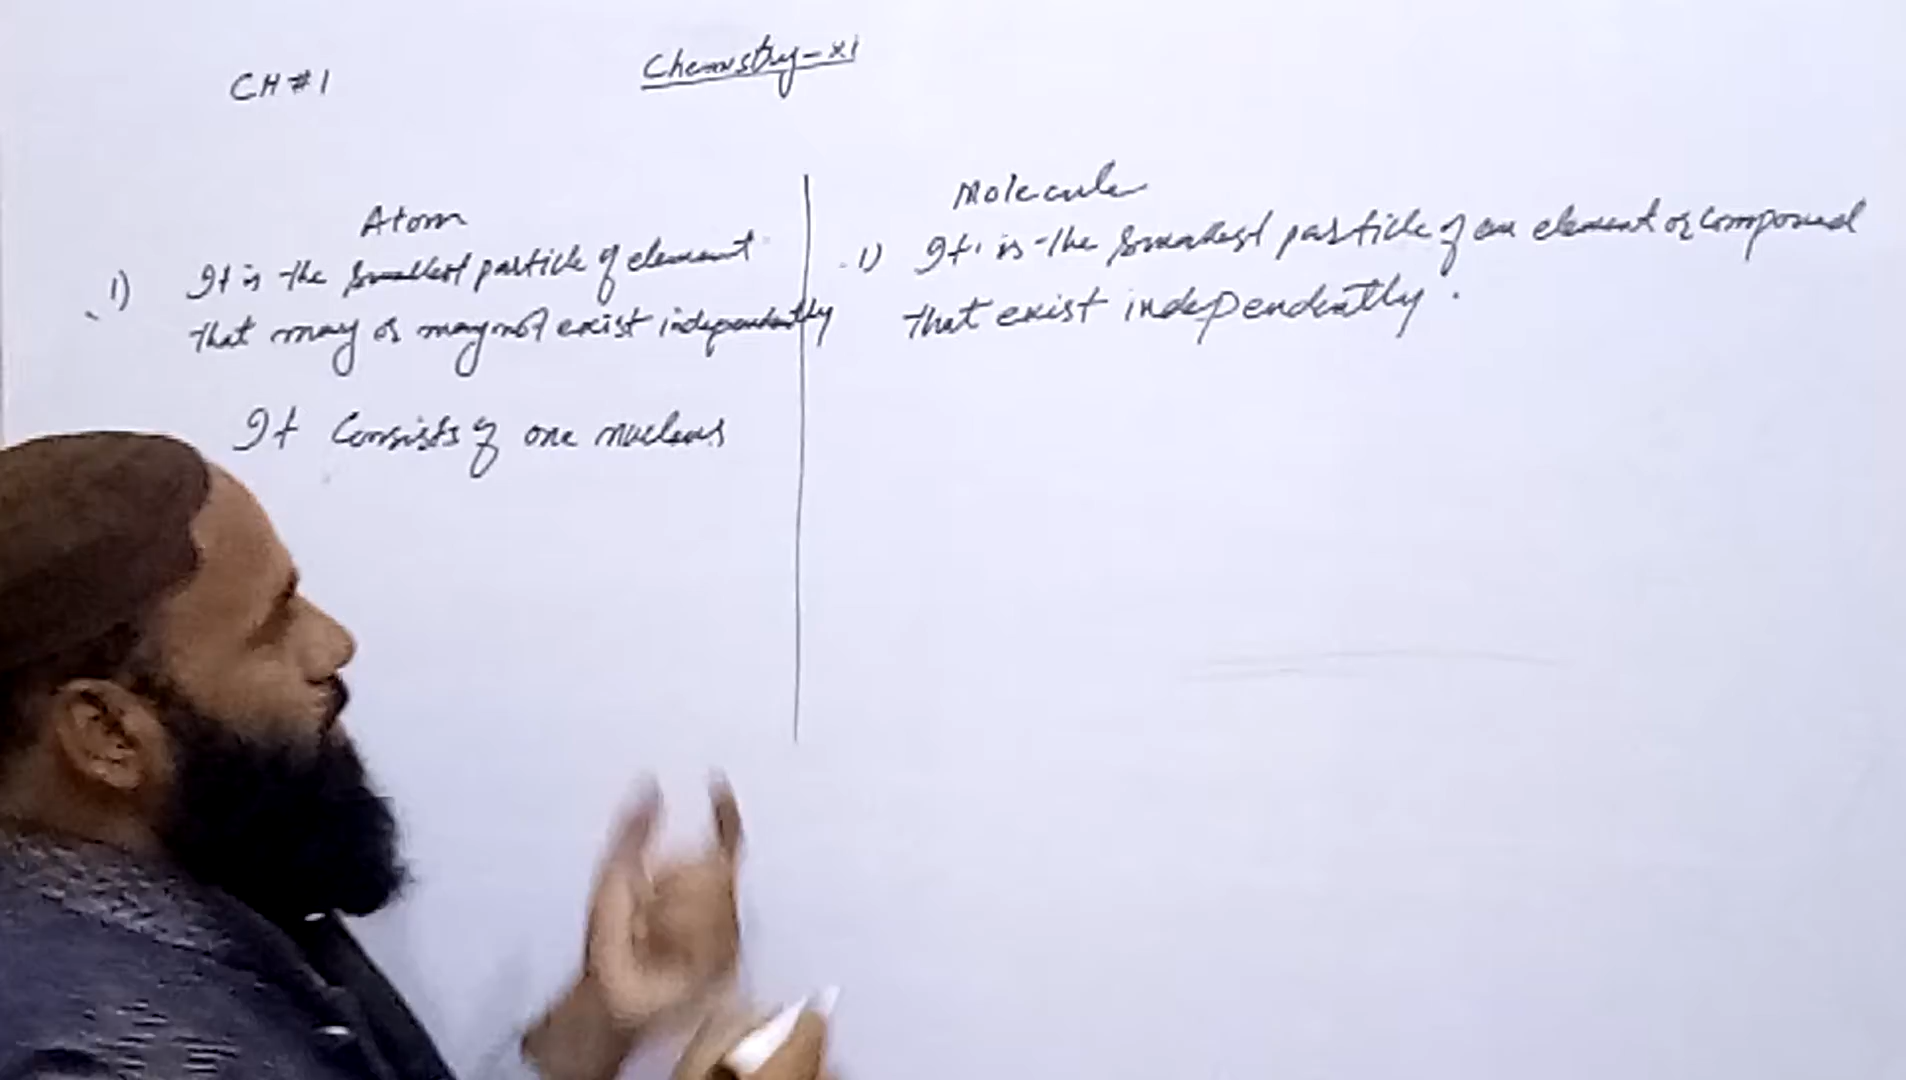 CH#1
Chemistry-XI
Atom
1) It is the smallest particle of element
that may or may not exist independently
It consists of one nucleus
Molecule
1) It is the smallest particle of an element or compound
that exist independently.